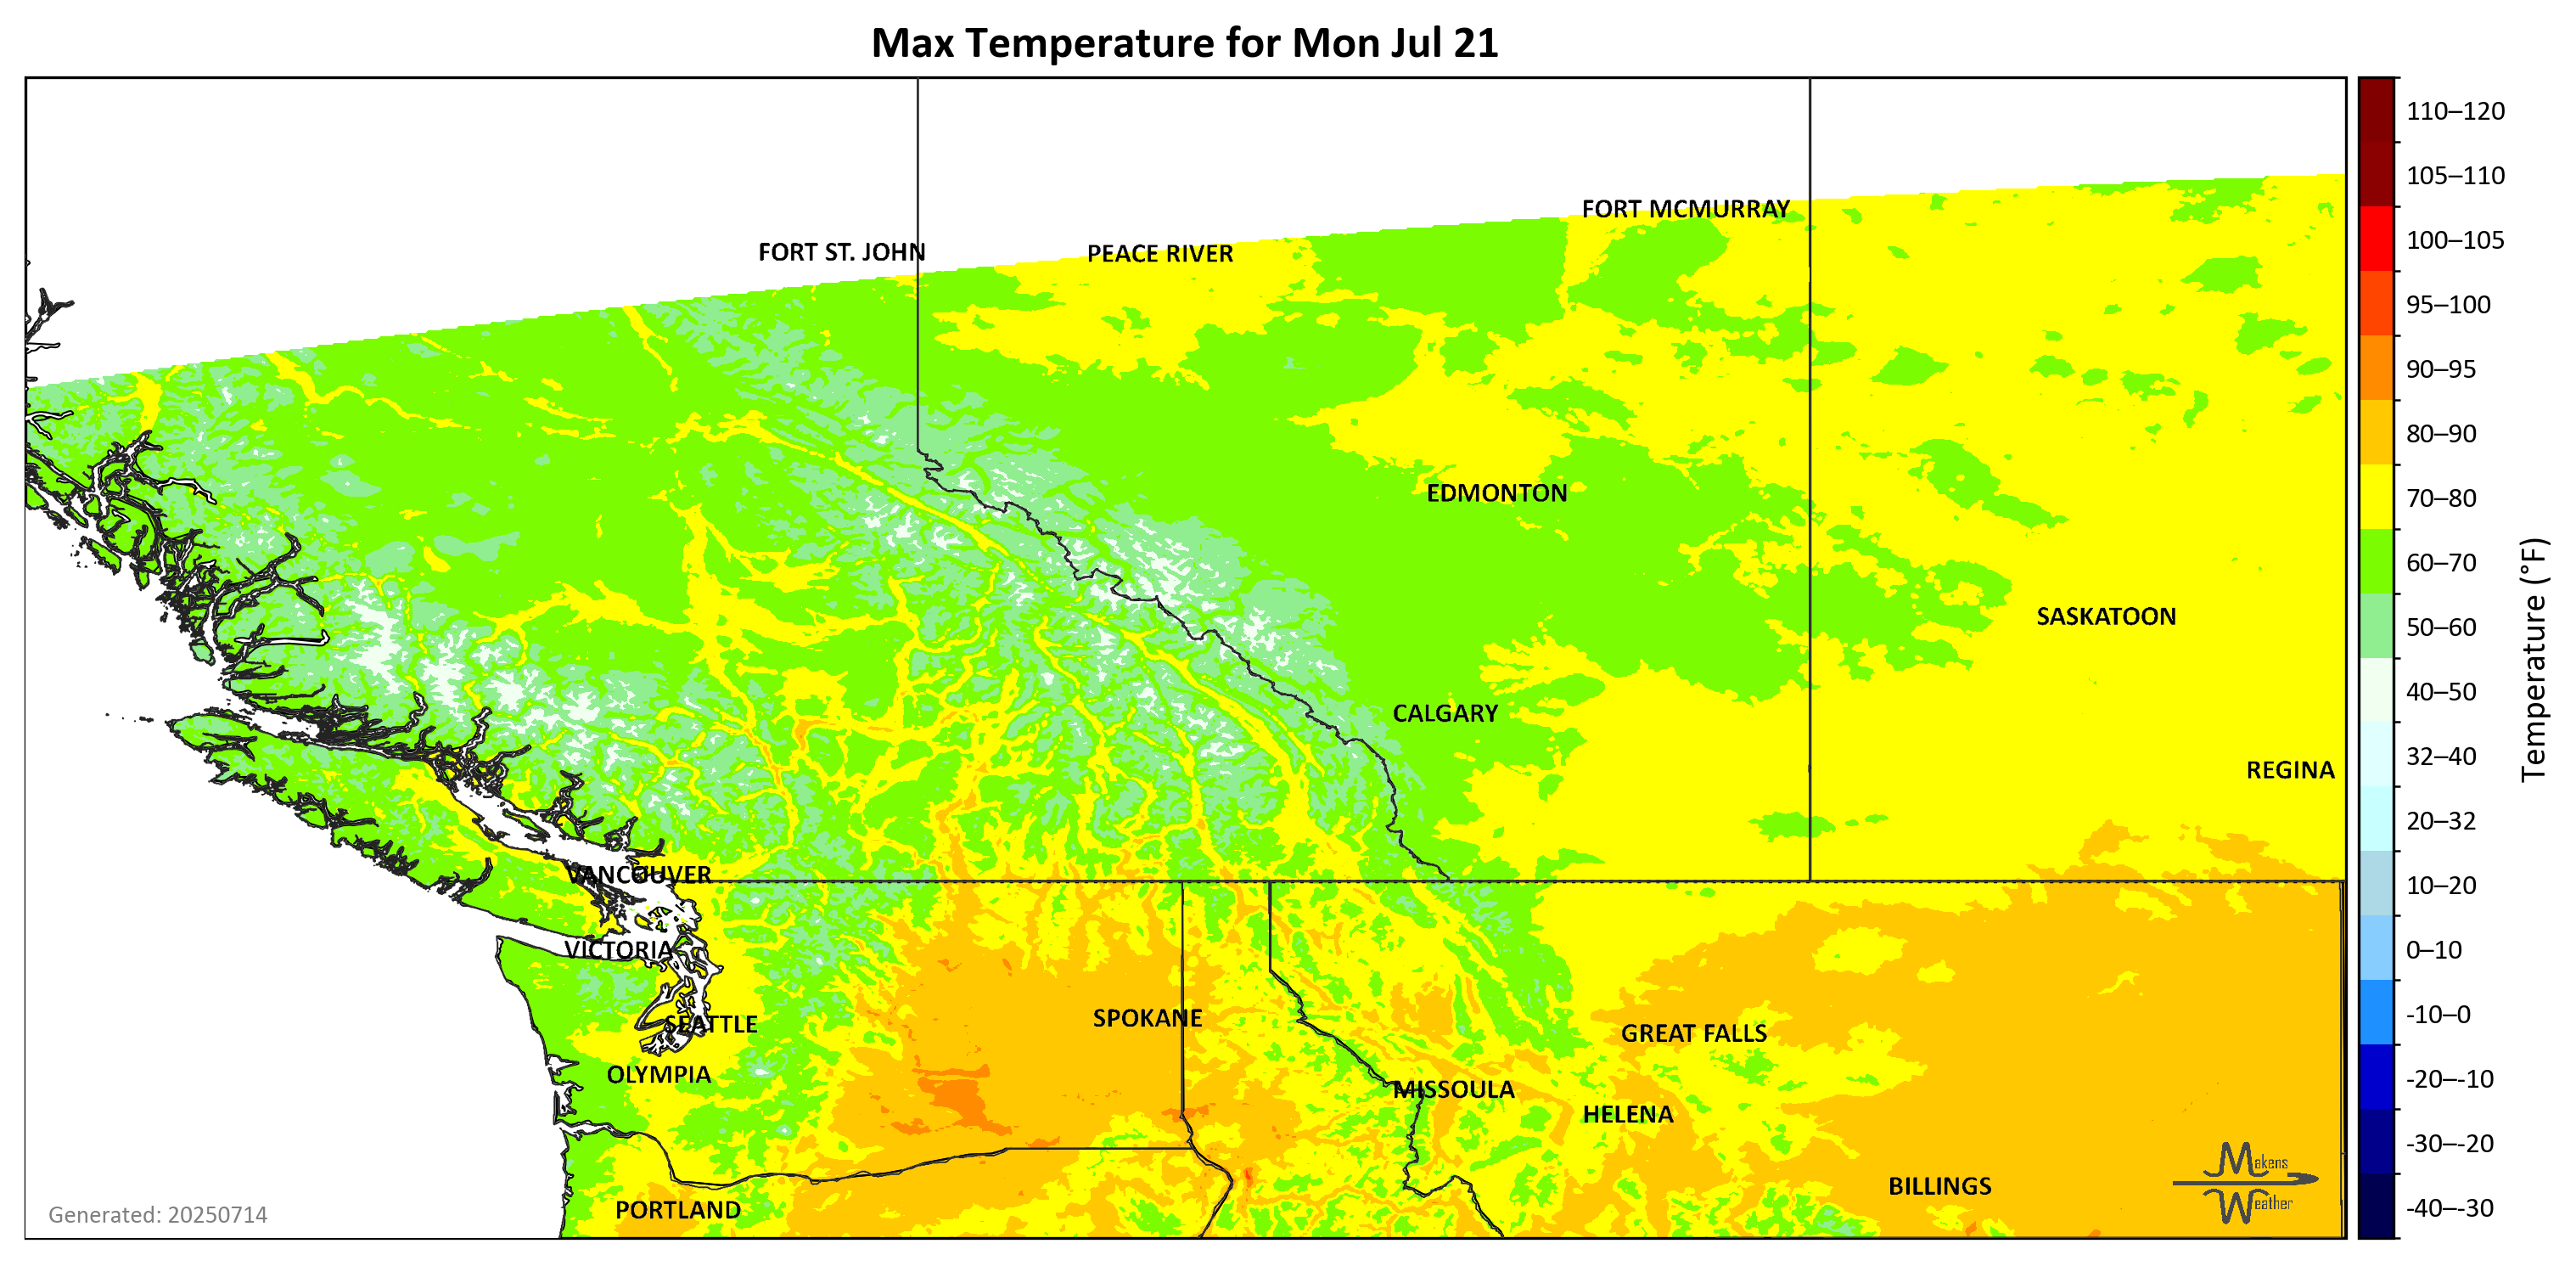 Max Temperature for Mon Jul 21
FORT MCMURRAY
FORT ST. JOHN
PEACE RIVER
EDMONTON
SASKATOON
CALGARY
REGINA
VANCOUVER
VICTORIA
SEATTLE
SPOKANE
GREAT FALLS
OLYMPIA
MISSOULA
HELENA
PORTLAND
BILLINGS
Makens
Weather
Generated: 20250714
110–120
105–110
100–105
95–100
90–95
80–90
70–80
60–70
50–60
40–50
32–40
20–32
10–20
0–10
-10–0
-20–-10
-30–-20
-40–-30
Temperature (°F)